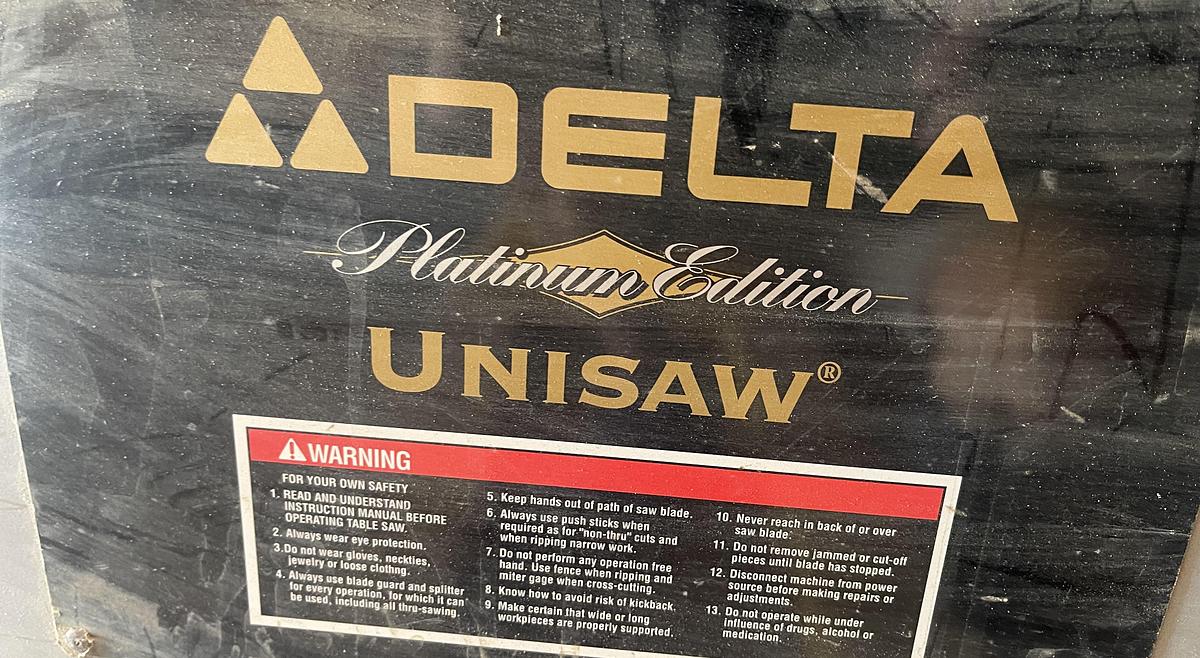 DELTA
Platinum Edition
UNISAW®
WARNING
FOR YOUR OWN SAFETY
1. READ AND UNDERSTAND
INSTRUCTION MANUAL BEFORE
OPERATING TABLE SAW.
2. Always wear eye protection.
3.Do not wear gloves, neckties,
jewelry or loose clothng.
4. Always use blade guard and splitter
for every operation, for which it can
be used, including all thru-sawing.
5. Keep hands out of path of saw blade.
6. Always use push sticks when
required as for "non-thru" cuts and
when ripping narrow work.
7. Do not perform any operation free
hand. Use fence when ripping and
miter gage when cross-cutting.
8. Know how to avoid risk of kickback.
9. Make certain that wide or long
workpieces are properly supported.
10. Never reach in back of or over
saw blade.
11. Do not remove jammed or cut-off
pieces until blade has stopped.
12. Disconnect machine from power
source before making repairs or
adjustments.
13. Do not operate while under
influence of drugs, alcohol or
medication.